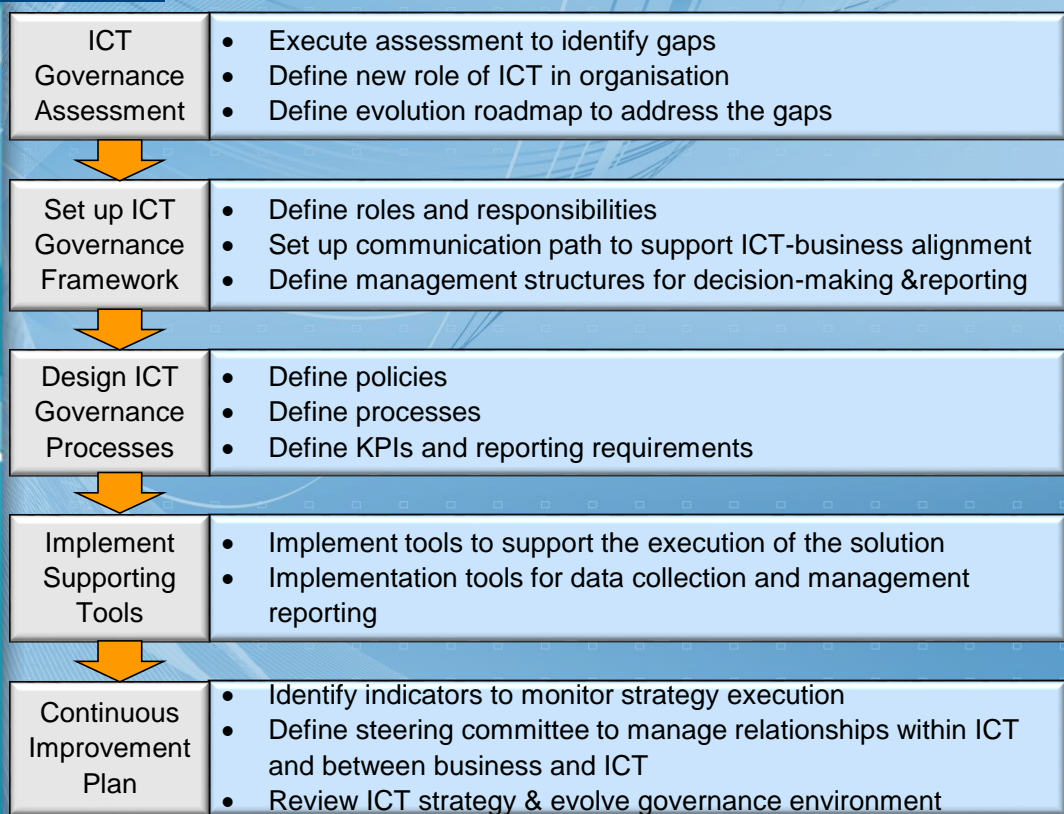 ICT
Governance
Assessment
• Execute assessment to identify gaps
• Define new role of ICT in organisation
• Define evolution roadmap to address the gaps
Set up ICT
Governance
Framework
• Define roles and responsibilities
• Set up communication path to support ICT-business alignment
• Define management structures for decision-making &reporting
Design ICT
Governance
Processes
• Define policies
• Define processes
• Define KPIs and reporting requirements
Implement
Supporting
Tools
• Implement tools to support the execution of the solution
• Implementation tools for data collection and management
reporting
Continuous
Improvement
Plan
• Identify indicators to monitor strategy execution
• Define steering committee to manage relationships within ICT
and between business and ICT
• Review ICT strategy & evolve governance environment